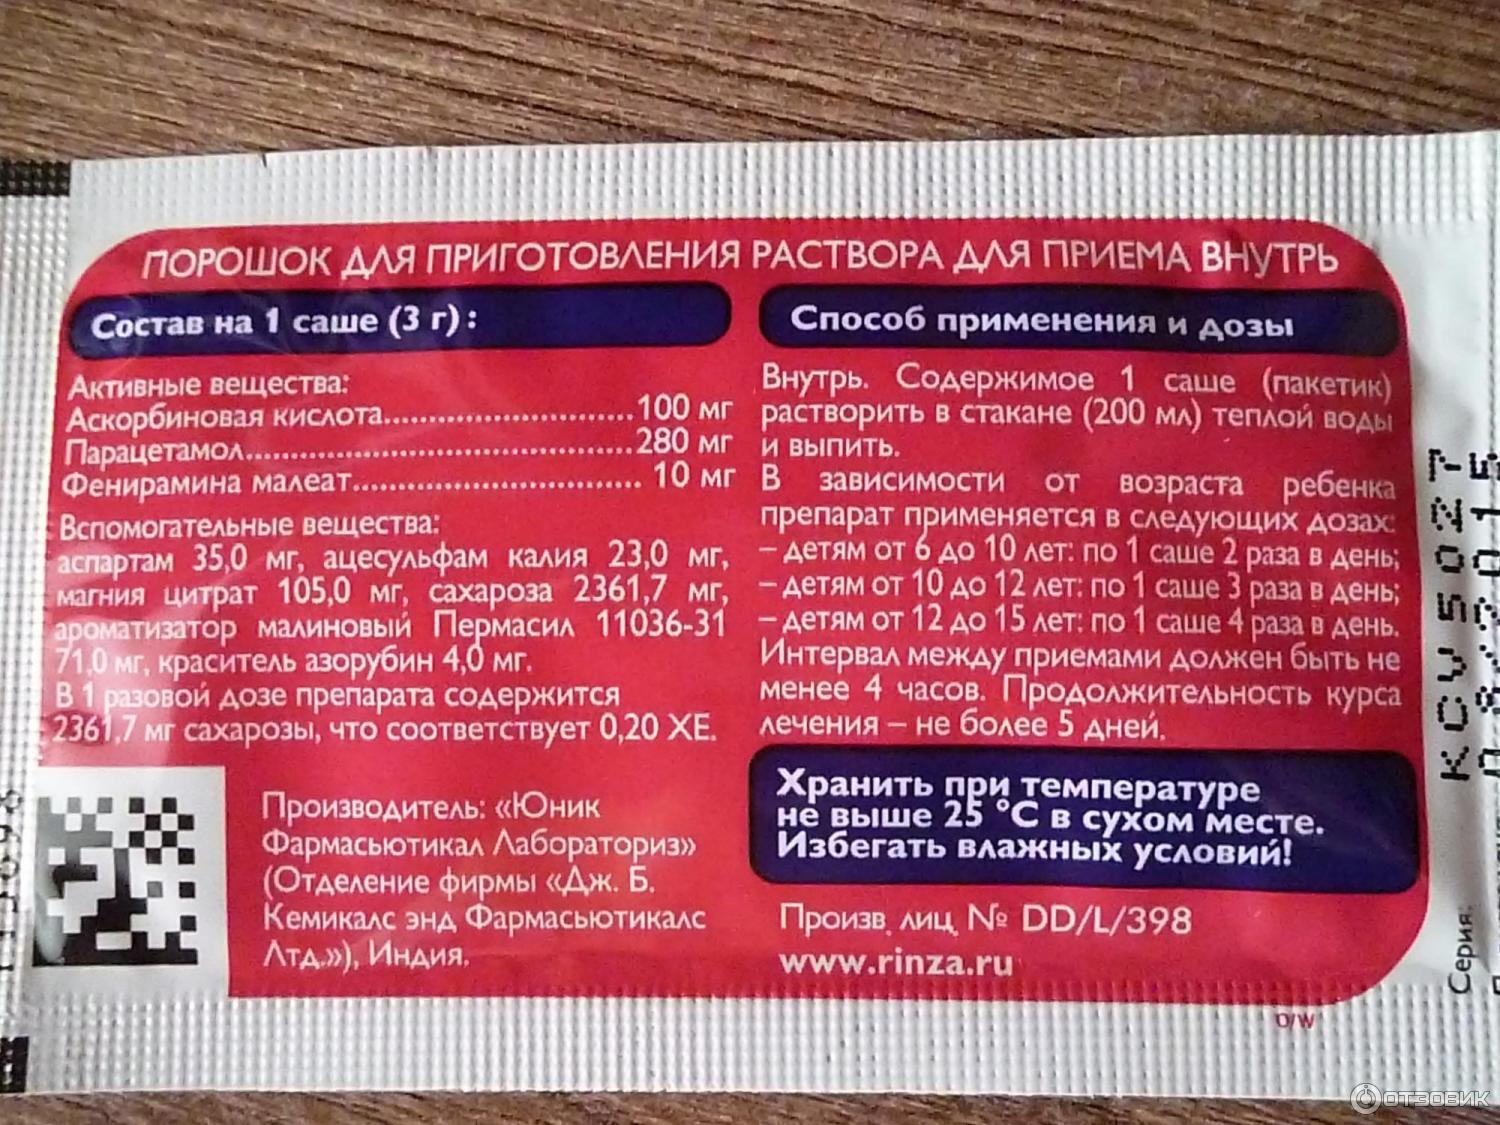 ПОРОШОК ДЛЯ ПРИГОТОВЛЕНИЯ РАСТВОРА ДЛЯ ПРИЕМА ВНУТРЬ
Состав на 1 саше (3 г) :
Активные вещества:
Аскорбиновая кислота..............................100 мг
Парацетамол..............................................280 мг
Фенирамина малеат.................................. 10 мг
Вспомогательные вещества:
аспартам 35,0 мг, ацесульфам калия 23,0 мг,
магния цитрат 105,0 мг, сахароза 2361,7 мг,
ароматизатор малиновый Пермасил 11036-31
71,0 мг, краситель азорубин 4,0 мг.
В 1 разовой дозе препарата содержится
2361,7 мг сахарозы, что соответствует 0,20 ХЕ.
Производитель: «Юник
Фармасьютикал Лабораториз»
(Отделение фирмы «Дж. Б.
Кемикалс энд Фармасьютикалс
Лтд.»), Индия.
Способ применения и дозы
Внутрь. Содержимое 1 саше (пакетик)
растворить в стакане (200 мл) теплой воды
и выпить.
В зависимости от возраста ребенка
препарат применяется в следующих дозах:
– детям от 6 до 10 лет: по 1 саше 2 раза в день;
– детям от 10 до 12 лет: по 1 саше 3 раза в день;
– детям от 12 до 15 лет: по 1 саше 4 раза в день.
Интервал между приемами должен быть не
менее 4 часов. Продолжительность курса
лечения – не более 5 дней.
Хранить при температуре
не выше 25 °С в сухом месте.
Избегать влажных условий!
Произв. лиц. № DD/L/398
www.rinza.ru
O/W
Серия:
KCV5027
ОТЗОВИК